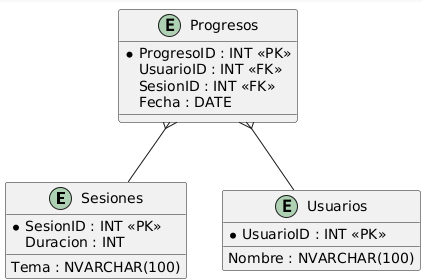 E Progresos
* ProgresoID : INT «PK»
UsuarioID : INT «FK»
SesionID : INT «FK»
Fecha : DATE
E Sesiones
* SesionID : INT «PK»
Duracion : INT
Tema : NVARCHAR(100)
E Usuarios
* UsuarioID : INT «PK»
Nombre : NVARCHAR(100)